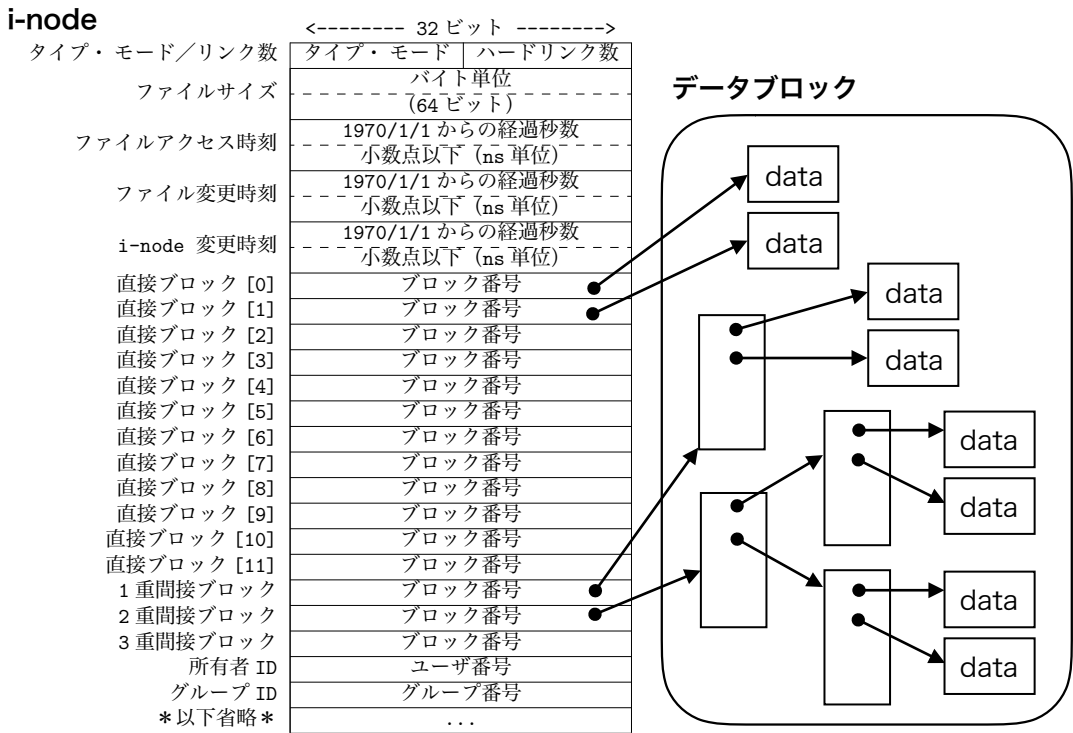 i-node
<-------- 32 ビット -------->
タイプ・モード／リンク数 タイプ・モード ハードリンク数
ファイルサイズ バイト単位
(64 ビット)
ファイルアクセス時刻 1970/1/1 からの経過秒数
小数点以下 (ns 単位)
ファイル変更時刻 1970/1/1 からの経過秒数
小数点以下 (ns 単位)
i-node 変更時刻 1970/1/1 からの経過秒数
小数点以下 (ns 単位)
直接ブロック [0] ブロック番号
直接ブロック [1] ブロック番号
直接ブロック [2] ブロック番号
直接ブロック [3] ブロック番号
直接ブロック [4] ブロック番号
直接ブロック [5] ブロック番号
直接ブロック [6] ブロック番号
直接ブロック [7] ブロック番号
直接ブロック [8] ブロック番号
直接ブロック [9] ブロック番号
直接ブロック [10] ブロック番号
直接ブロック [11] ブロック番号
1 重間接ブロック ブロック番号
2 重間接ブロック ブロック番号
3 重間接ブロック ブロック番号
所有者 ID ユーザ番号
グループ ID グループ番号
＊以下省略＊ ...
データブロック
data
data
data
data
data
data
data
data